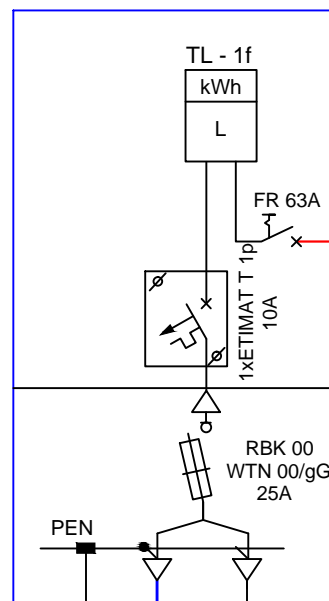 TL - 1f
kWh
L
FR 63A
1xETIMAT T 1p
10A
RBK 00
WTN 00/gG
25A
PEN